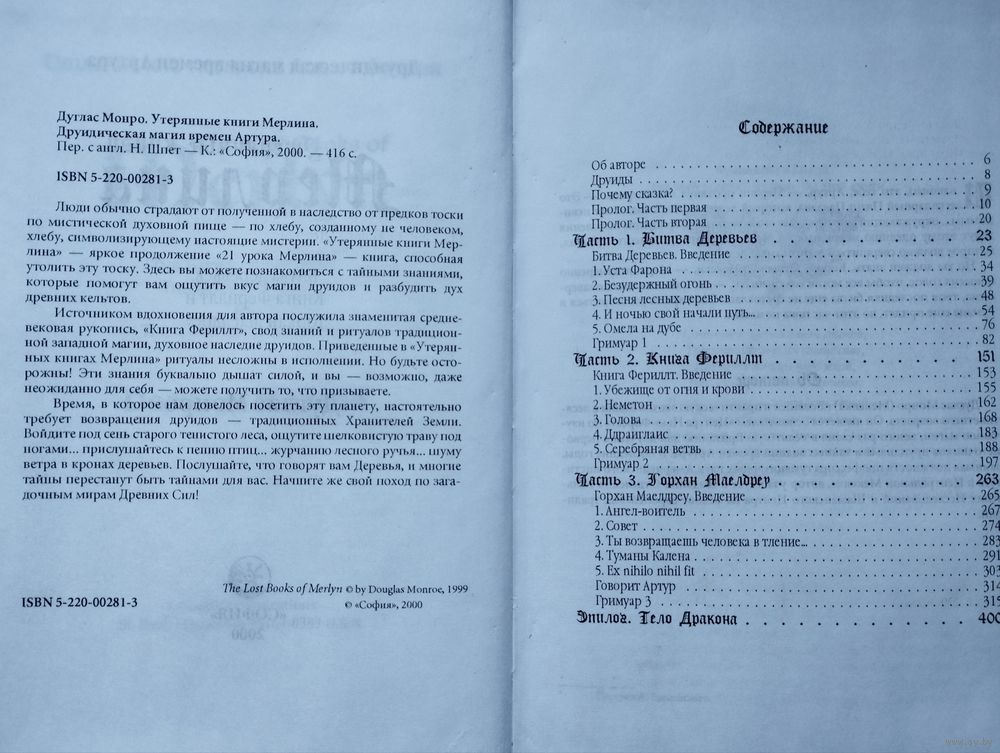 Дуглас Монро. Утерянные книги Мерлина.
Друидическая магия времен Артура.
Пер. с англ. Н. Шпет — К.: «София», 2000. — 416 с.
ISBN 5-220-00281-3
Люди обычно страдают от полученной в наследство от предков тоски
по мистической духовной пище — по хлебу, созданному не человеком,
хлебу, символизирующему настоящие мистерии. «Утерянные книги Мер-
лина» — яркое продолжение «21 урока Мерлина» — книга, способная
утолить эту тоску. Здесь вы можете познакомиться с тайными знаниями,
которые помогут вам ощутить вкус магии друидов и разбудить дух
древних кельтов.
Источником вдохновения для автора послужила знаменитая средне-
вековая рукопись, «Книга Фериллт», свод знаний и ритуалов традицион-
ной западной магии, духовное наследие друидов. Приведенные в «Утерян-
ных книгах Мерлина» ритуалы несложны в исполнении. Но будьте осто-
рожны! Эти знания буквально дышат силой, и вы — возможно, даже
неожиданно для себя — можете получить то, что призываете.
Время, в которое нам довелось посетить эту планету, настоятельно
требует возвращения друидов — традиционных Хранителей Земли.
Войдите под сень старого тенистого леса, ощутите шелковистую траву под
ногами... прислушайтесь к пению птиц... журчанию лесного ручья... шуму
ветра в кронах деревьев. Послушайте, что говорят вам Деревья, и многие
тайны перестанут быть тайнами для вас. Начните же свой поход по зага-
дочным мирам Древних Сил!
The Lost Books of Merlyn © by Douglas Monroe, 1999
ISBN 5-220-00281-3 © «София», 2000
Содержание
Об авторе . . . 6
Друиды . . . 8
Почему сказка? . . . 9
Пролог. Часть первая . . . 10
Пролог. Часть вторая . . . 20
Часть 1. Битва Деревьев . . . 23
Битва Деревьев. Введение . . . 25
1. Уста Фарона . . . 34
2. Безудержный огонь . . . 39
3. Песня лесных деревьев . . . 48
4. И ночью свой начали путь... . . . 54
5. Омела на дубе . . . 76
Гримуар 1 . . . 82
Часть 2. Книга Фериллт . . . 151
Книга Фериллт. Введение . . . 153
1. Убежище от огня и крови . . . 155
2. Неметон . . . 162
3. Голова . . . 168
4. Ддраиглаис . . . 183
5. Серебряная ветвь . . . 188
Гримуар 2 . . . 197
Часть 3. Горхан Маелдреу . . . 263
Горхан Маелдреу. Введение . . . 265
1. Ангел-воитель . . . 267
2. Совет . . . 274
3. Ты возвращаешь человека в тление... . . . 283
4. Туманы Калена . . . 291
5. Ex nihilo nihil fit . . . 303
Говорит Артур . . . 314
Гримуар 3 . . . 315
Эпилог. Тело Дракона . . . 400